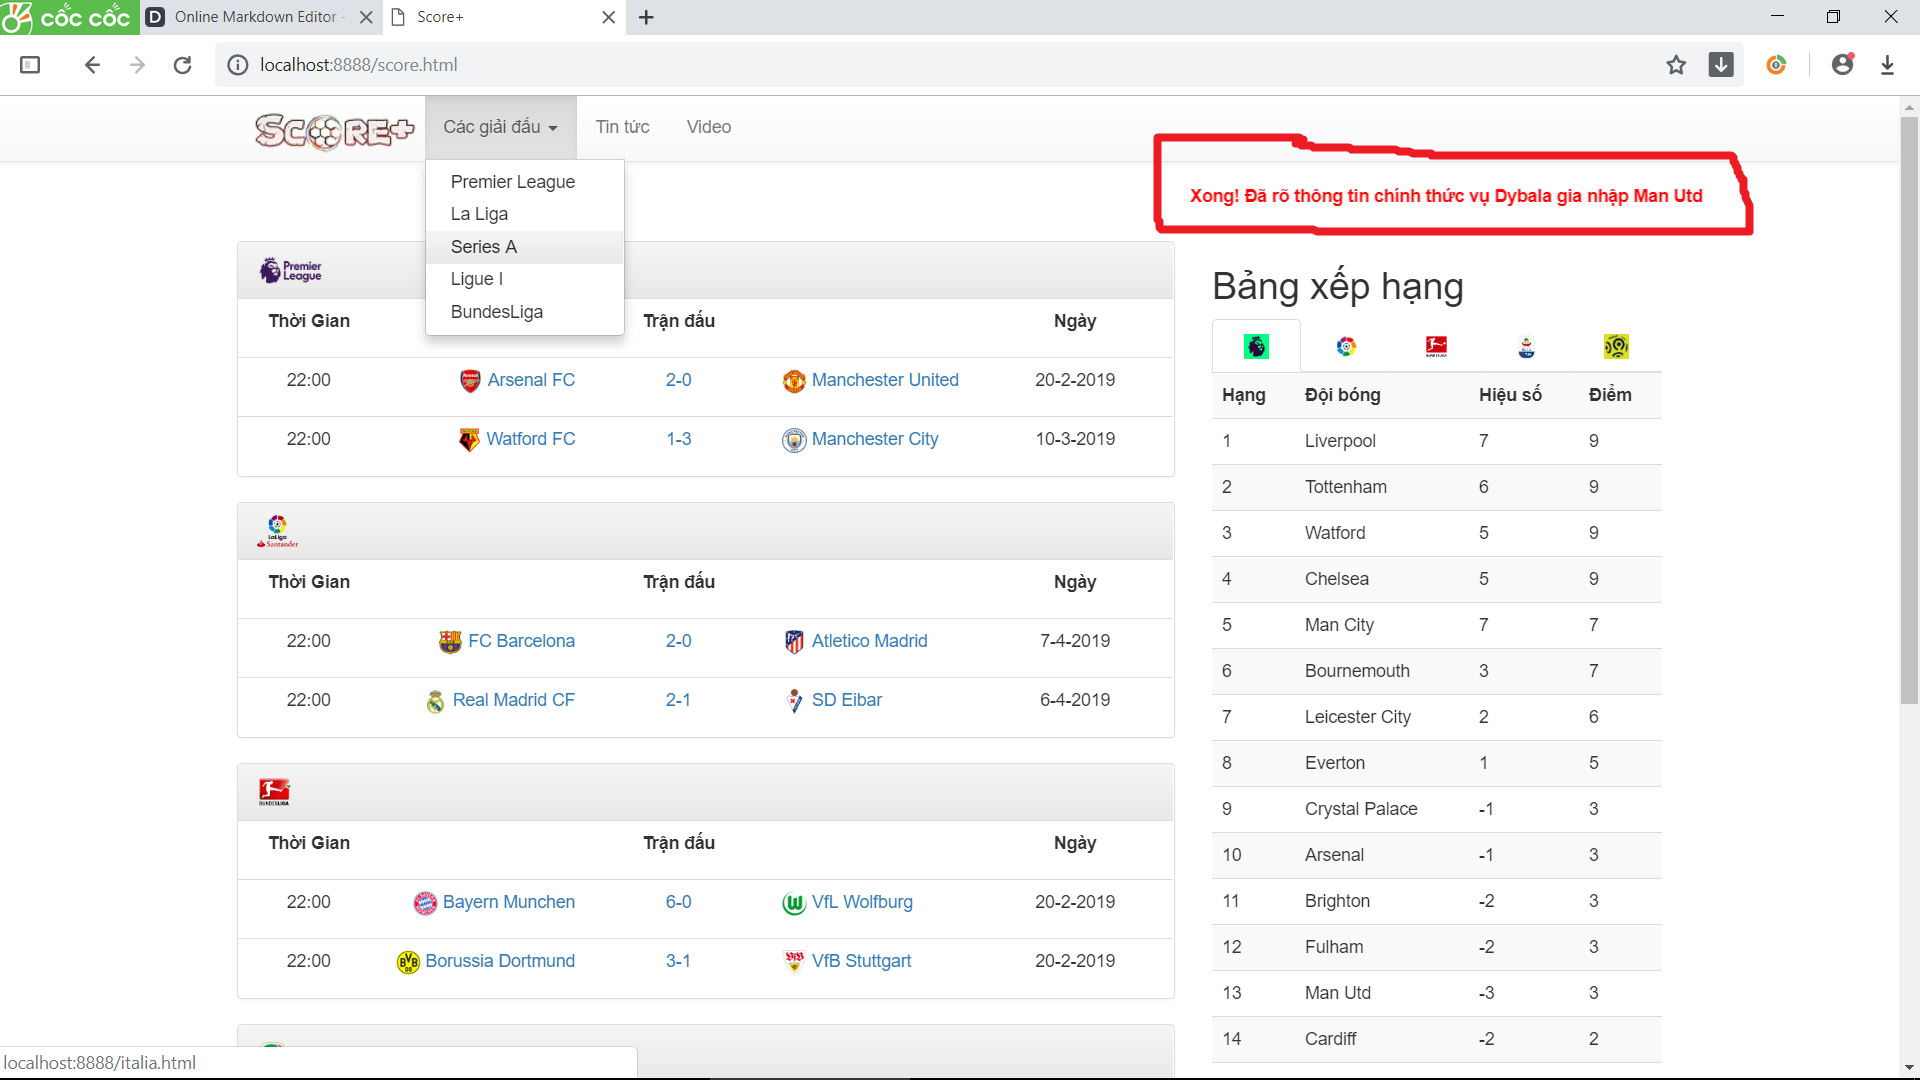 cốc cốc
Online Markdown Editor -
Score+
localhost:8888/score.html
SCORE+
Các giải đấu
Tin tức
Video
Premier League
La Liga
Series A
Ligue I
BundesLiga
Xong! Đã rõ thông tin chính thức vụ Dybala gia nhập Man Utd
Premier
League
Thời Gian Trận đấu Ngày
22:00 Arsenal FC 2-0 Manchester United 20-2-2019
22:00 Watford FC 1-3 Manchester City 10-3-2019
LaLiga
Santander
Thời Gian Trận đấu Ngày
22:00 FC Barcelona 2-0 Atletico Madrid 7-4-2019
22:00 Real Madrid CF 2-1 SD Eibar 6-4-2019
BUNDESLIGA
Thời Gian Trận đấu Ngày
22:00 Bayern Munchen 6-0 VfL Wolfburg 20-2-2019
22:00 Borussia Dortmund 3-1 VfB Stuttgart 20-2-2019
Bảng xếp hạng
Hạng Đội bóng Hiệu số Điểm
1 Liverpool 7 9
2 Tottenham 6 9
3 Watford 5 9
4 Chelsea 5 9
5 Man City 7 7
6 Bournemouth 3 7
7 Leicester City 2 6
8 Everton 1 5
9 Crystal Palace -1 3
10 Arsenal -1 3
11 Brighton -2 3
12 Fulham -2 3
13 Man Utd -3 3
14 Cardiff -2 2
localhost:8888/italia.html